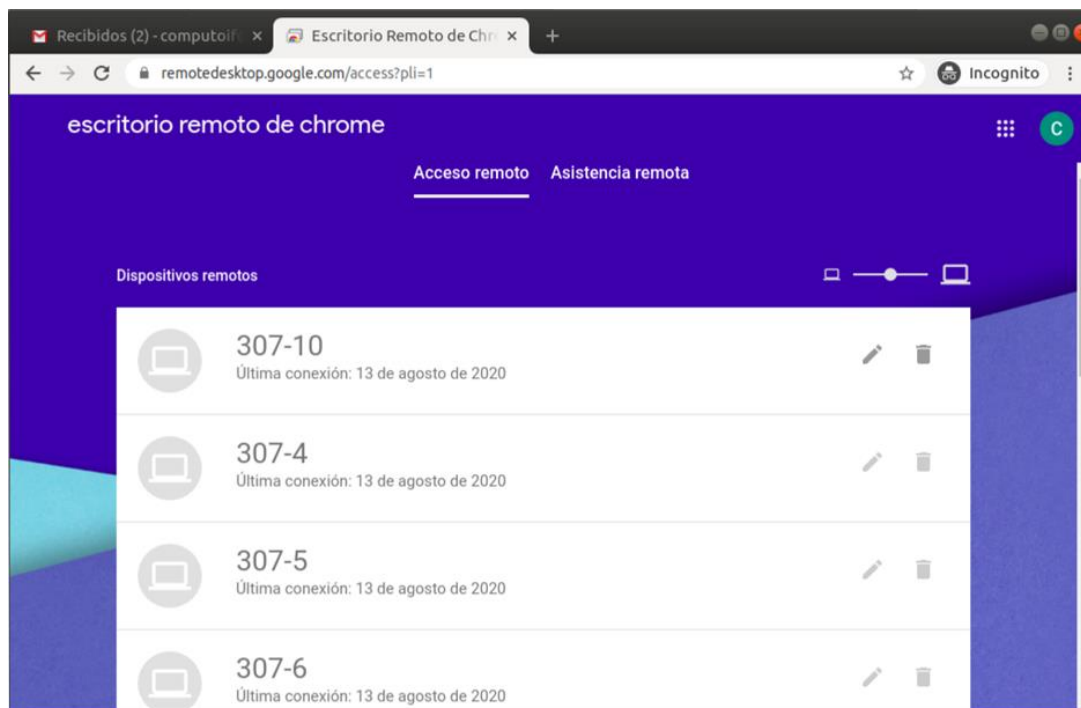 Recibidos (2) - computoif
Escritorio Remoto de Chr
remotedesktop.google.com/access?pli=1
Incognito
escritorio remoto de chrome
C
Acceso remoto Asistencia remota
Dispositivos remotos
307-10
Última conexión: 13 de agosto de 2020
307-4
Última conexión: 13 de agosto de 2020
307-5
Última conexión: 13 de agosto de 2020
307-6
Última conexión: 13 de agosto de 2020